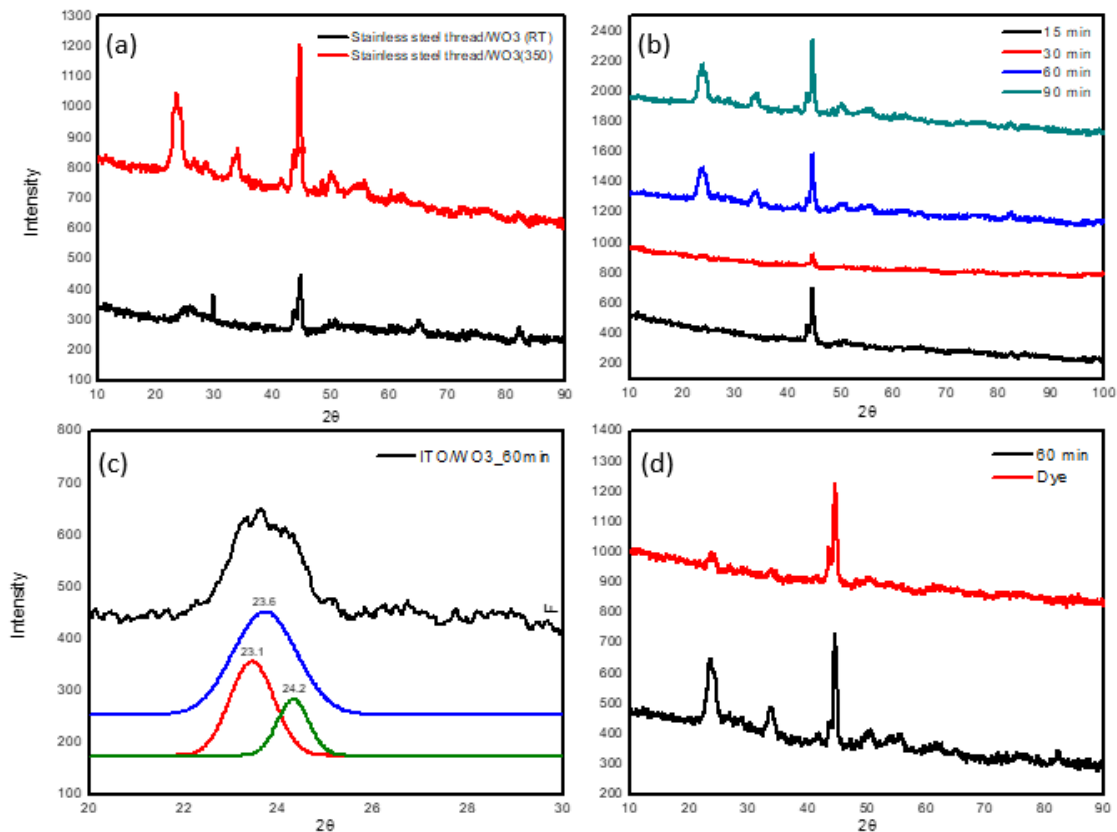 (a)
Stainless steel thread/WO3 (RT)
Stainless steel thread/WO3(350)
1300
1200
1100
1000
900
800
700
600
500
400
300
200
100
Intensity
10 20 30 40 50 60 70 80 90
2θ
(b)
15 min
30 min
60 min
90 min
2400
2200
2000
1800
1600
1400
1200
1000
800
600
400
200
10 20 30 40 50 60 70 80 90 100
2θ
(c)
ITO/WO3_60min
800
700
600
500
400
300
200
100
Intensity
23.6
23.1
24.2
F
20 22 24 26 28 30
2θ
(d)
60 min
Dye
1400
1300
1200
1100
1000
900
800
700
600
500
400
300
200
10 20 30 40 50 60 70 80 90
2θ